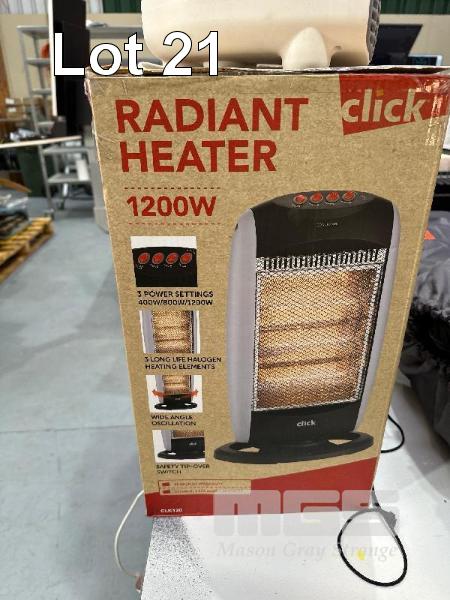 Lot 21
RADIANT
HEATER
click
1200W
3 POWER SETTINGS
400W/800W/1200W
3 LONG LIFE HALOGEN
HEATING ELEMENTS
WIDE ANGLE
OSCILLATION
SAFETY TIP-OVER
SWITCH
click
MGS
Mason Gray Strange